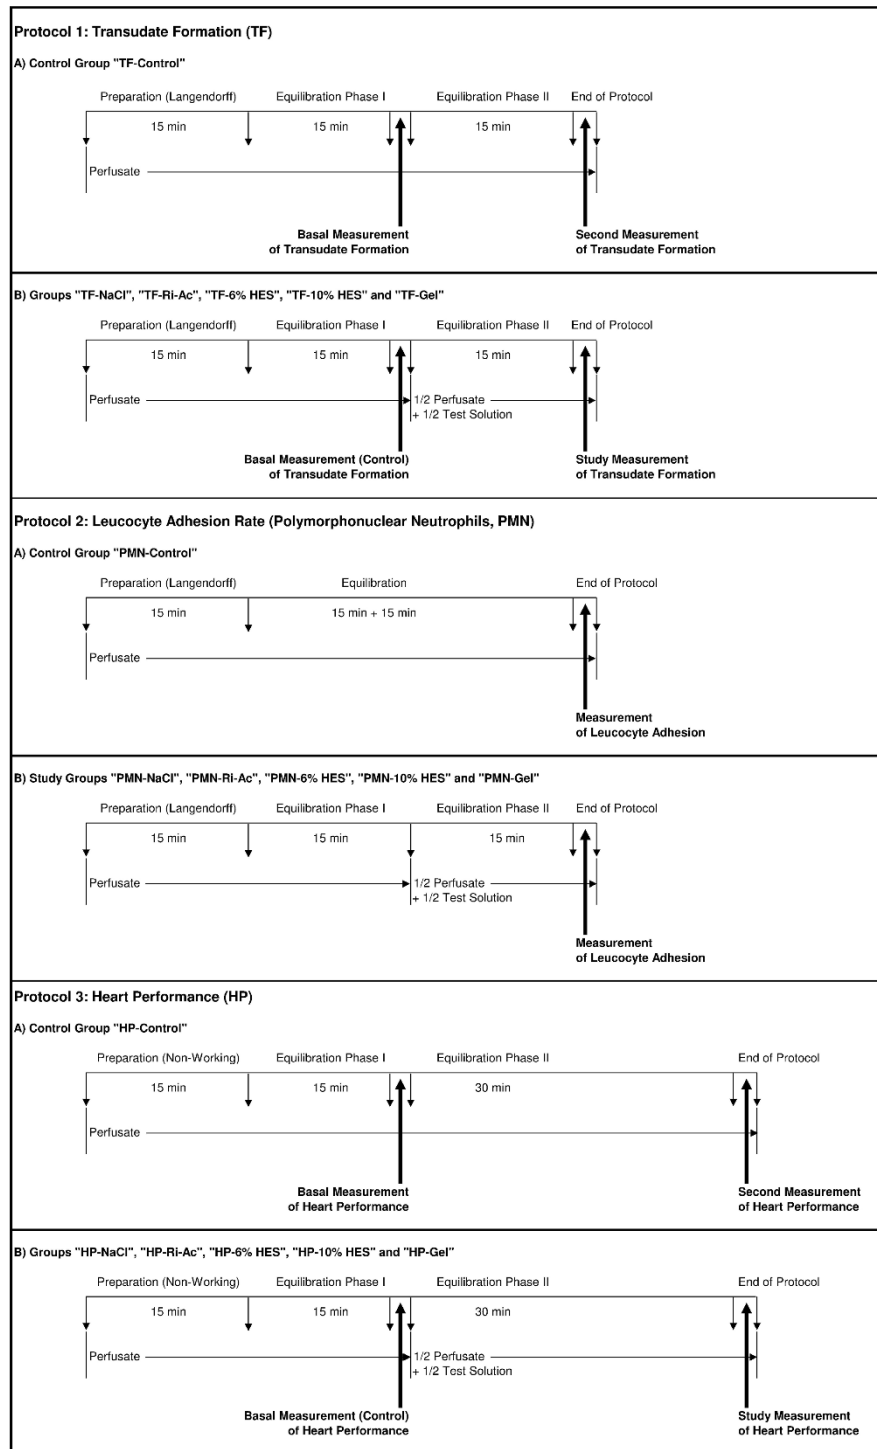 Protocol 1: Transudate Formation (TF)
A) Control Group "TF-Control"
Preparation (Langendorff) Equilibration Phase I Equilibration Phase II End of Protocol
15 min 15 min 15 min
Perfusate
Basal Measurement Second Measurement
of Transudate Formation of Transudate Formation
B) Groups "TF-NaCl", "TF-Ri-Ac", "TF-6% HES", "TF-10% HES" and "TF-Gel"
Preparation (Langendorff) Equilibration Phase I Equilibration Phase II End of Protocol
15 min 15 min 15 min
Perfusate 1/2 Perfusate
+ 1/2 Test Solution
Basal Measurement (Control) Study Measurement
of Transudate Formation of Transudate Formation
Protocol 2: Leucocyte Adhesion Rate (Polymorphonuclear Neutrophils, PMN)
A) Control Group "PMN-Control"
Preparation (Langendorff) Equilibration End of Protocol
15 min 15 min + 15 min
Perfusate
Measurement
of Leucocyte Adhesion
B) Study Groups "PMN-NaCl", "PMN-Ri-Ac", "PMN-6% HES", "PMN-10% HES" and "PMN-Gel"
Preparation (Langendorff) Equilibration Phase I Equilibration Phase II End of Protocol
15 min 15 min 15 min
Perfusate 1/2 Perfusate
+ 1/2 Test Solution
Measurement
of Leucocyte Adhesion
Protocol 3: Heart Performance (HP)
A) Control Group "HP-Control"
Preparation (Non-Working) Equilibration Phase I Equilibration Phase II End of Protocol
15 min 15 min 30 min
Perfusate
Basal Measurement Second Measurement
of Heart Performance of Heart Performance
B) Groups "HP-NaCl", "HP-Ri-Ac", "HP-6% HES", "HP-10% HES" and "HP-Gel"
Preparation (Non-Working) Equilibration Phase I Equilibration Phase II End of Protocol
15 min 15 min 30 min
Perfusate 1/2 Perfusate
+ 1/2 Test Solution
Basal Measurement (Control) Study Measurement
of Heart Performance of Heart Performance